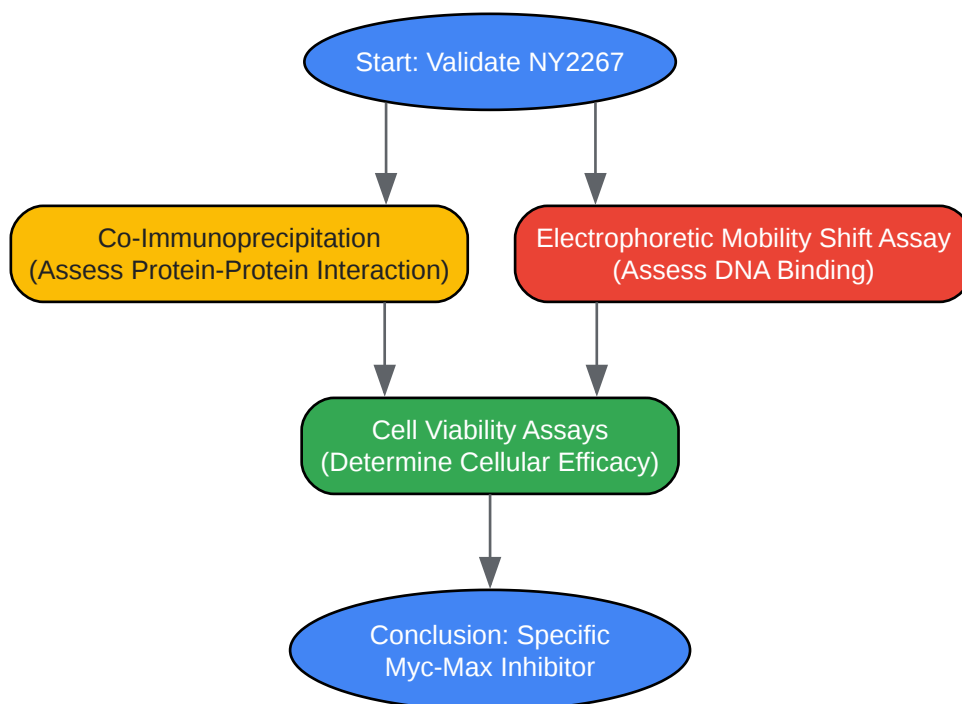 Start: Validate NY2267
Co-Immunoprecipitation
(Assess Protein-Protein Interaction)
Electrophoretic Mobility Shift Assay
(Assess DNA Binding)
Cell Viability Assays
(Determine Cellular Efficacy)
Conclusion: Specific
Myc-Max Inhibitor